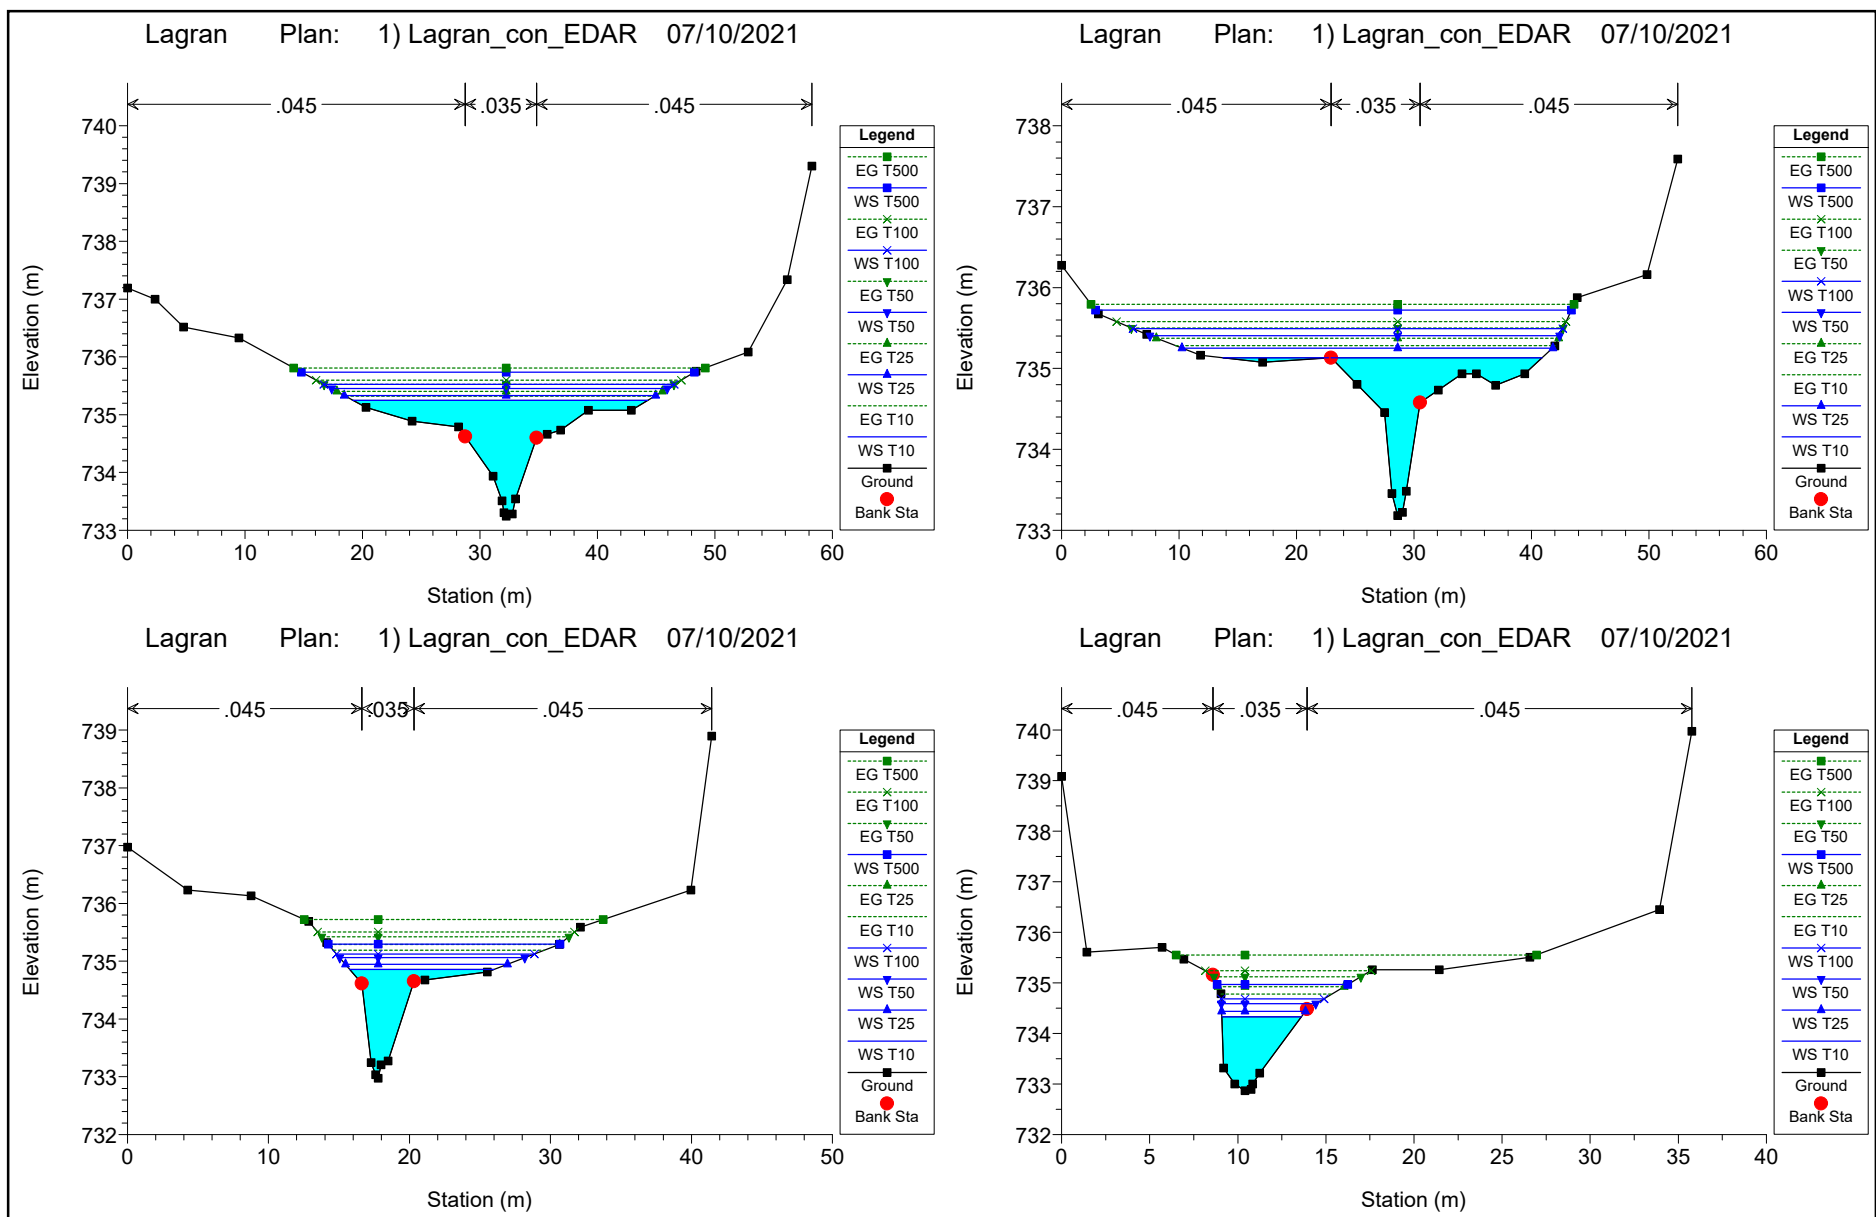 Lagran Plan: 1) Lagran_con_EDAR 07/10/2021
.045 .035 .045
Elevation (m)
740
739
738
737
736
735
734
733
0 10 20 30 40 50 60
Station (m)
Legend
EG T500
WS T500
EG T100
WS T100
EG T50
WS T50
EG T25
WS T25
EG T10
WS T10
Ground
Bank Sta
Lagran Plan: 1) Lagran_con_EDAR 07/10/2021
.045 .035 .045
Elevation (m)
738
737
736
735
734
733
0 10 20 30 40 50 60
Station (m)
Legend
EG T500
WS T500
EG T100
EG T50
WS T100
WS T50
EG T25
EG T10
WS T25
WS T10
Ground
Bank Sta
Lagran Plan: 1) Lagran_con_EDAR 07/10/2021
.045 .035 .045
Elevation (m)
739
738
737
736
735
734
733
732
0 10 20 30 40 50
Station (m)
Legend
EG T500
EG T100
EG T50
WS T500
EG T25
EG T10
WS T100
WS T50
WS T25
WS T10
Ground
Bank Sta
Lagran Plan: 1) Lagran_con_EDAR 07/10/2021
.045 .035 .045
Elevation (m)
740
739
738
737
736
735
734
733
732
0 5 10 15 20 25 30 35 40
Station (m)
Legend
EG T500
EG T100
EG T50
WS T500
EG T25
EG T10
WS T100
WS T50
WS T25
WS T10
Ground
Bank Sta